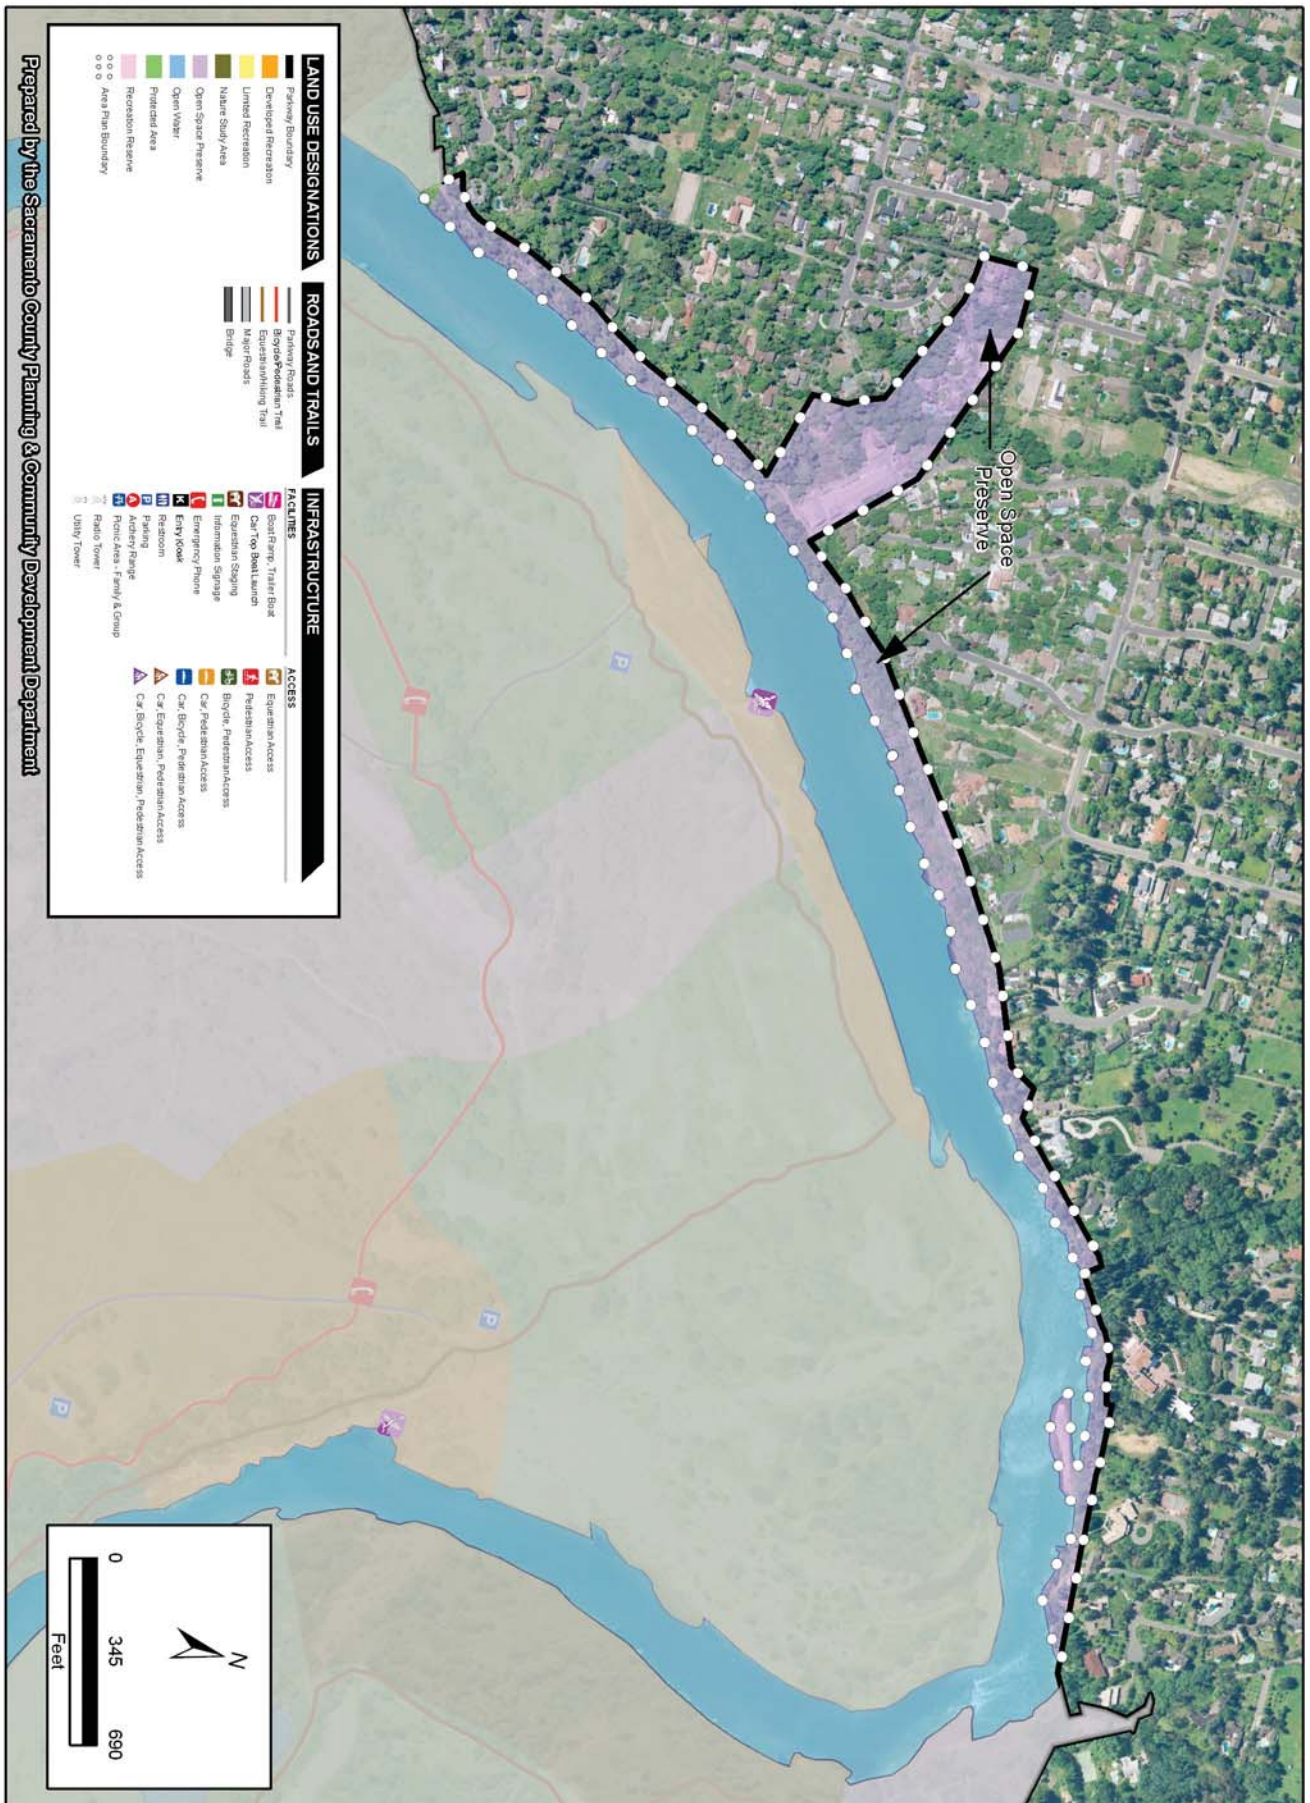 Open Space
Preserve
LAND USE DESIGNATIONS
Parkway Boundary
Developed Recreation
Limited Recreation
Nature Study Area
Open Space Preserve
Open Water
Protected Area
Recreation Reserve
Area Plan Boundary
ROADS AND TRAILS
Parkway Roads
Bicycle/Pedestrian Trail
Equestrian/Hiking Trail
Major Roads
Bridge
INFRASTRUCTURE
FACILITIES
Boat Ramp, Trailer Boat
Car Top Boat Launch
Equestrian Staging
Information Signage
Emergency Phone
Entry Kiosk
Restroom
Parking
Archery Range
Picnic Area - Family & Group
Radio Tower
Utility Tower
ACCESS
Equestrian Access
Pedestrian Access
Bicycle, Pedestrian Access
Car, Pedestrian Access
Car, Bicycle, Pedestrian Access
Car, Equestrian, Pedestrian Access
Car, Bicycle, Equestrian, Pedestrian Access
P
P
P
N
0 345 690
Feet
Prepared by the Sacramento County Planning & Community Development Department